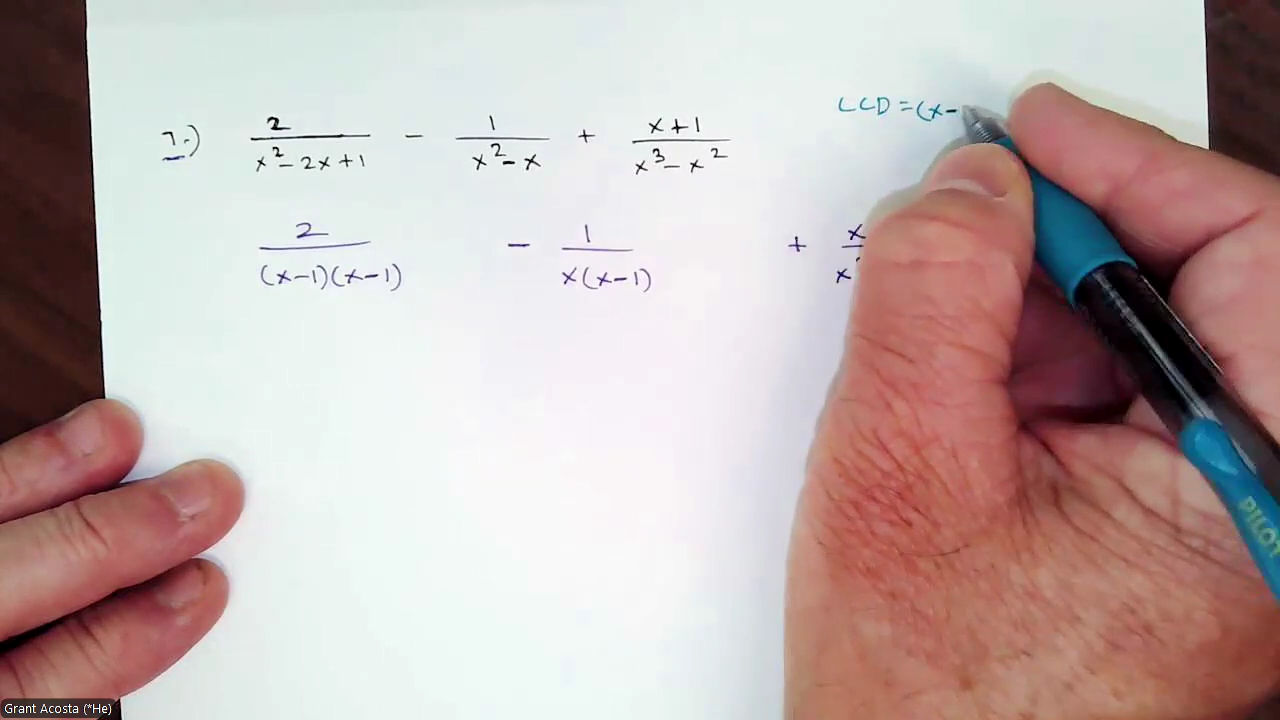 LCD = (x-
7.) 2/(x²-2x+1) - 1/(x²-x) + (x+1)/(x³-x²)
2/((x-1)(x-1)) - 1/(x(x-1)) + x/x
PILOT
Grant Acosta (*He)